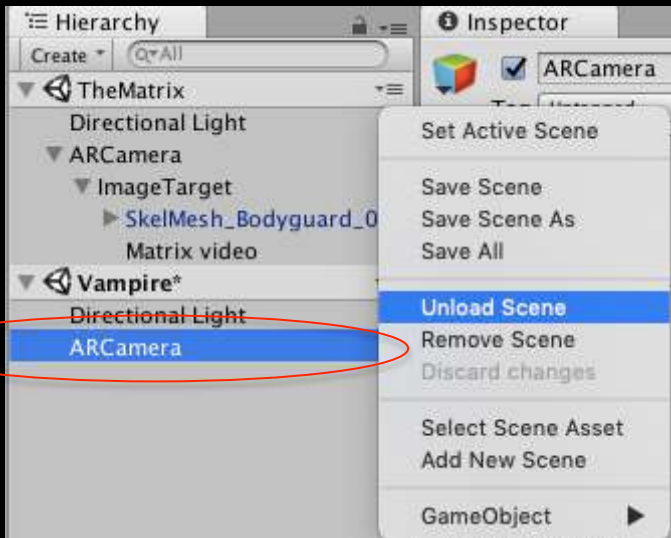 Hierarchy
Inspector
Create
All
ARCamera
TheMatrix
Directional Light
Set Active Scene
ARCamera
ImageTarget
Save Scene
SkelMesh_Bodyguard_0
Save Scene As
Matrix video
Save All
Vampire*
Unload Scene
Directional Light
ARCamera
Remove Scene
Discard changes
Select Scene Asset
Add New Scene
GameObject